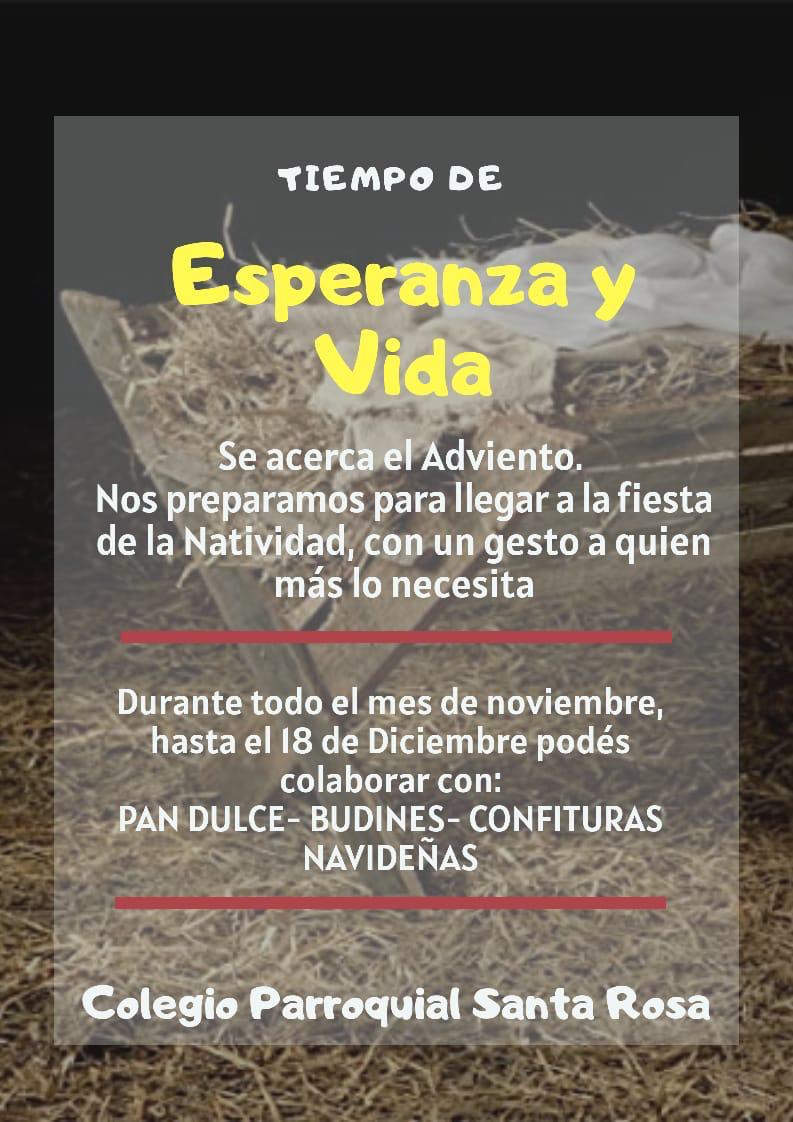 TIEMPO DE
Esperanza y
Vida
Se acerca el Adviento.
Nos preparamos para llegar a la fiesta
de la Natividad, con un gesto a quien
más lo necesita
Durante todo el mes de noviembre,
hasta el 18 de Diciembre podés
colaborar con:
PAN DULCE- BUDINES- CONFITURAS
NAVIDEÑAS
Colegio Parroquial Santa Rosa